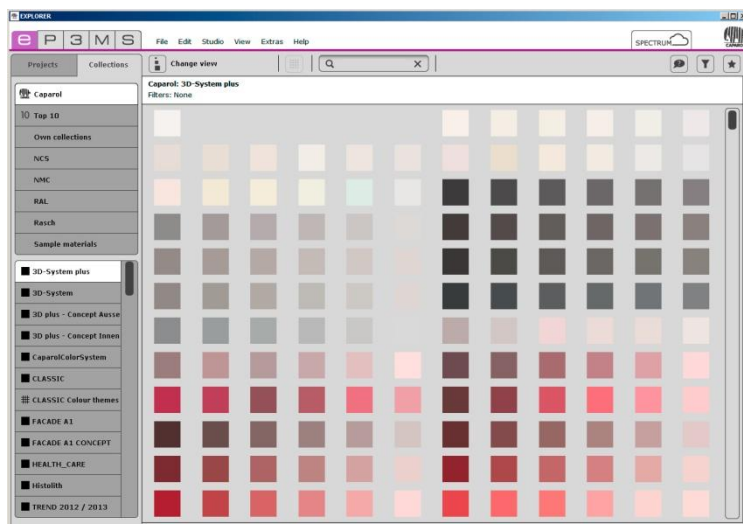 EXPLORER
e P 3 M S
File Edit Studio View Extras Help
SPECTRUM
CAPAROL
Projects
Collections
Change view
Caparol: 3D-System plus
Filters: None
Caparol
10 Top 10
Own collections
NCS
NMC
RAL
Rasch
Sample materials
3D-System plus
3D-System
3D plus - Concept Ausse
3D plus - Concept Innen
CaparolColorSystem
CLASSIC
CLASSIC Colour themes
FACADE A1
FACADE A1 CONCEPT
HEALTH_CARE
Histolith
TREND 2012 / 2013